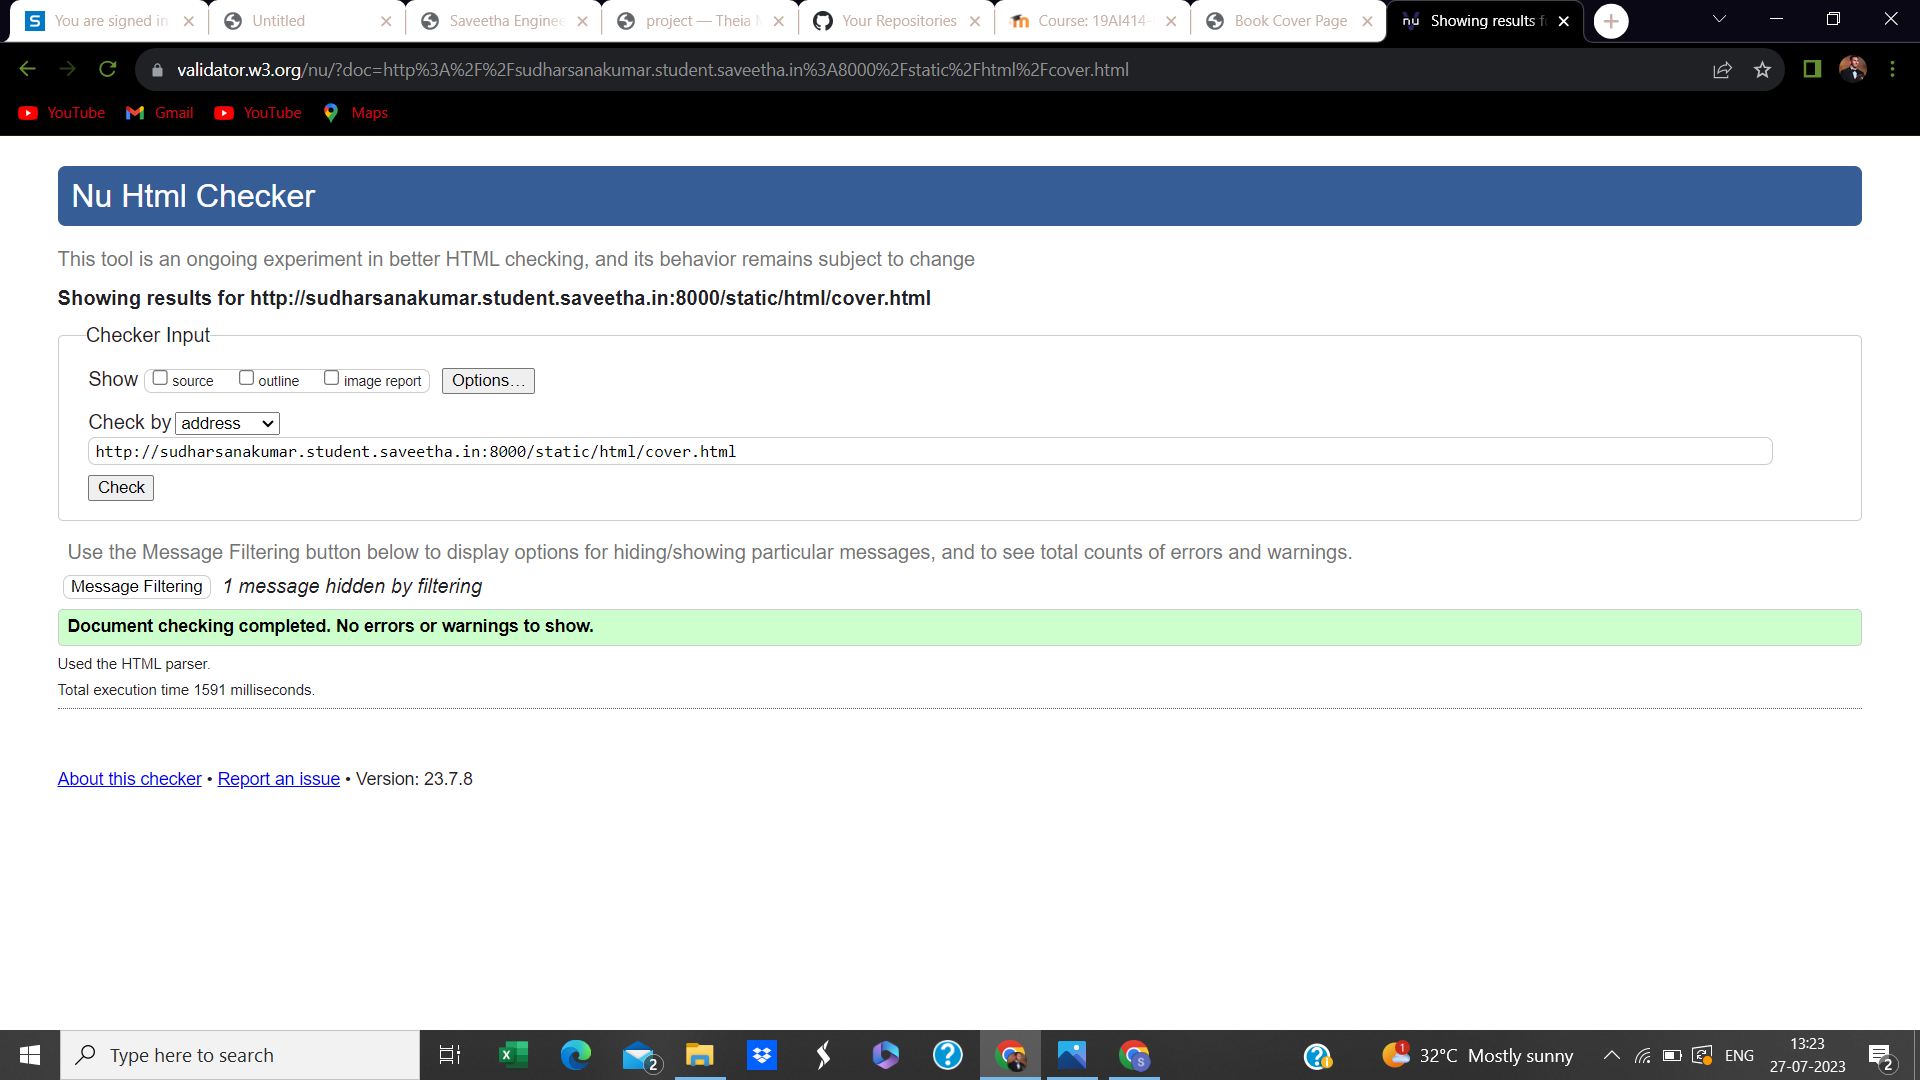 You are signed in
Untitled
Saveetha Enginee
project — Theia
Your Repositories
Course: 19AI414-
Book Cover Page
nu Showing results fo
validator.w3.org/nu/?doc=http%3A%2F%2Fsudharsanakumar.student.saveetha.in%3A8000%2Fstatic%2Fhtml%2Fcover.html
YouTube
Gmail
YouTube
Maps
Nu Html Checker
This tool is an ongoing experiment in better HTML checking, and its behavior remains subject to change
Showing results for http://sudharsanakumar.student.saveetha.in:8000/static/html/cover.html
Checker Input
Show source outline image report Options...
Check by address
http://sudharsanakumar.student.saveetha.in:8000/static/html/cover.html
Check
Use the Message Filtering button below to display options for hiding/showing particular messages, and to see total counts of errors and warnings.
Message Filtering 1 message hidden by filtering
Document checking completed. No errors or warnings to show.
Used the HTML parser.
Total execution time 1591 milliseconds.
About this checker • Report an issue • Version: 23.7.8
Type here to search
2
1
32°C Mostly sunny
ENG
13:23
27-07-2023
2